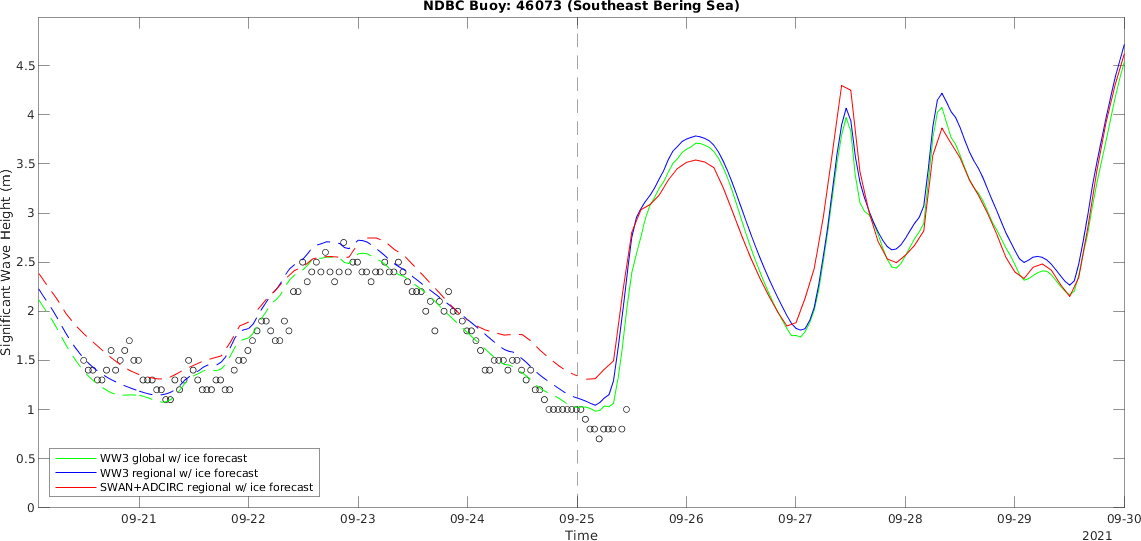 NDBC Buoy: 46073 (Southeast Bering Sea)
Significant Wave Height (m)
4.5
4
3.5
3
2.5
2
1.5
1
0.5
0
WW3 global w/ ice forecast
WW3 regional w/ ice forecast
SWAN+ADCIRC regional w/ ice forecast
09-21 09-22 09-23 09-24 09-25 09-26 09-27 09-28 09-29 09-30
Time
2021